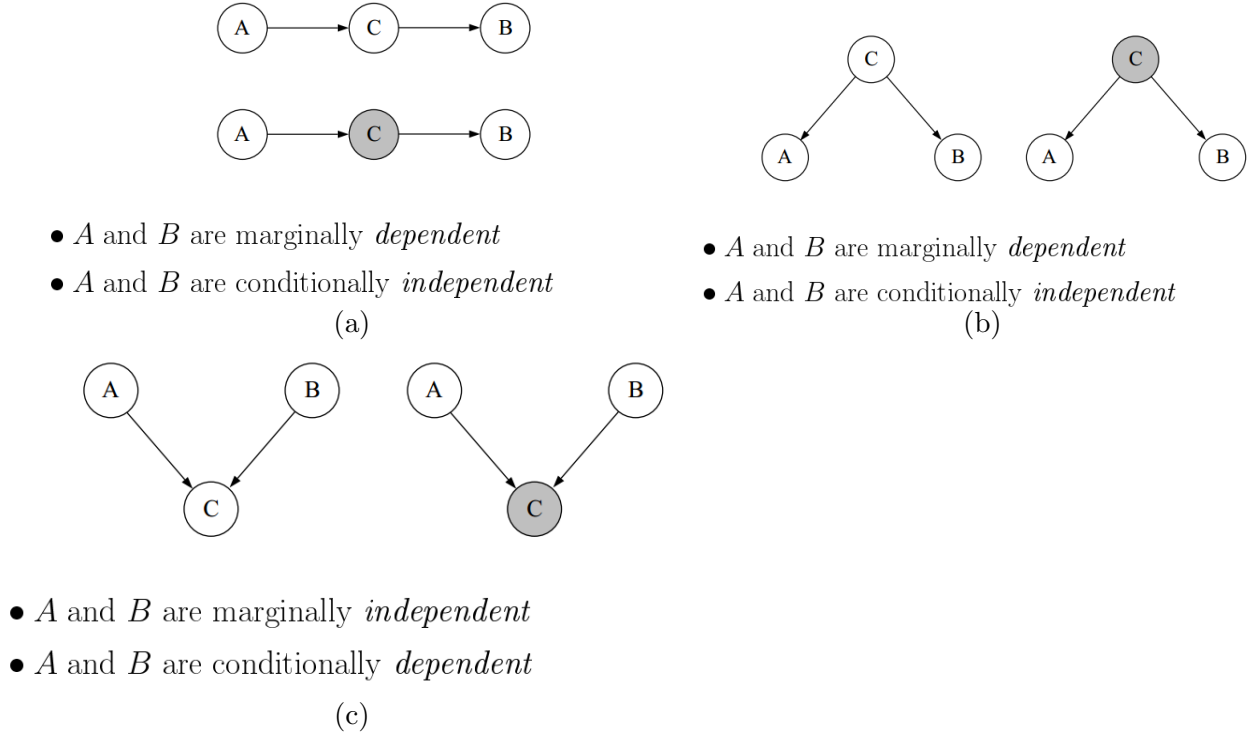 A C B
A C B
• A and B are marginally dependent
• A and B are conditionally independent
(a)
C C
A B A B
• A and B are marginally dependent
• A and B are conditionally independent
(b)
A B A B
C C
• A and B are marginally independent
• A and B are conditionally dependent
(c)